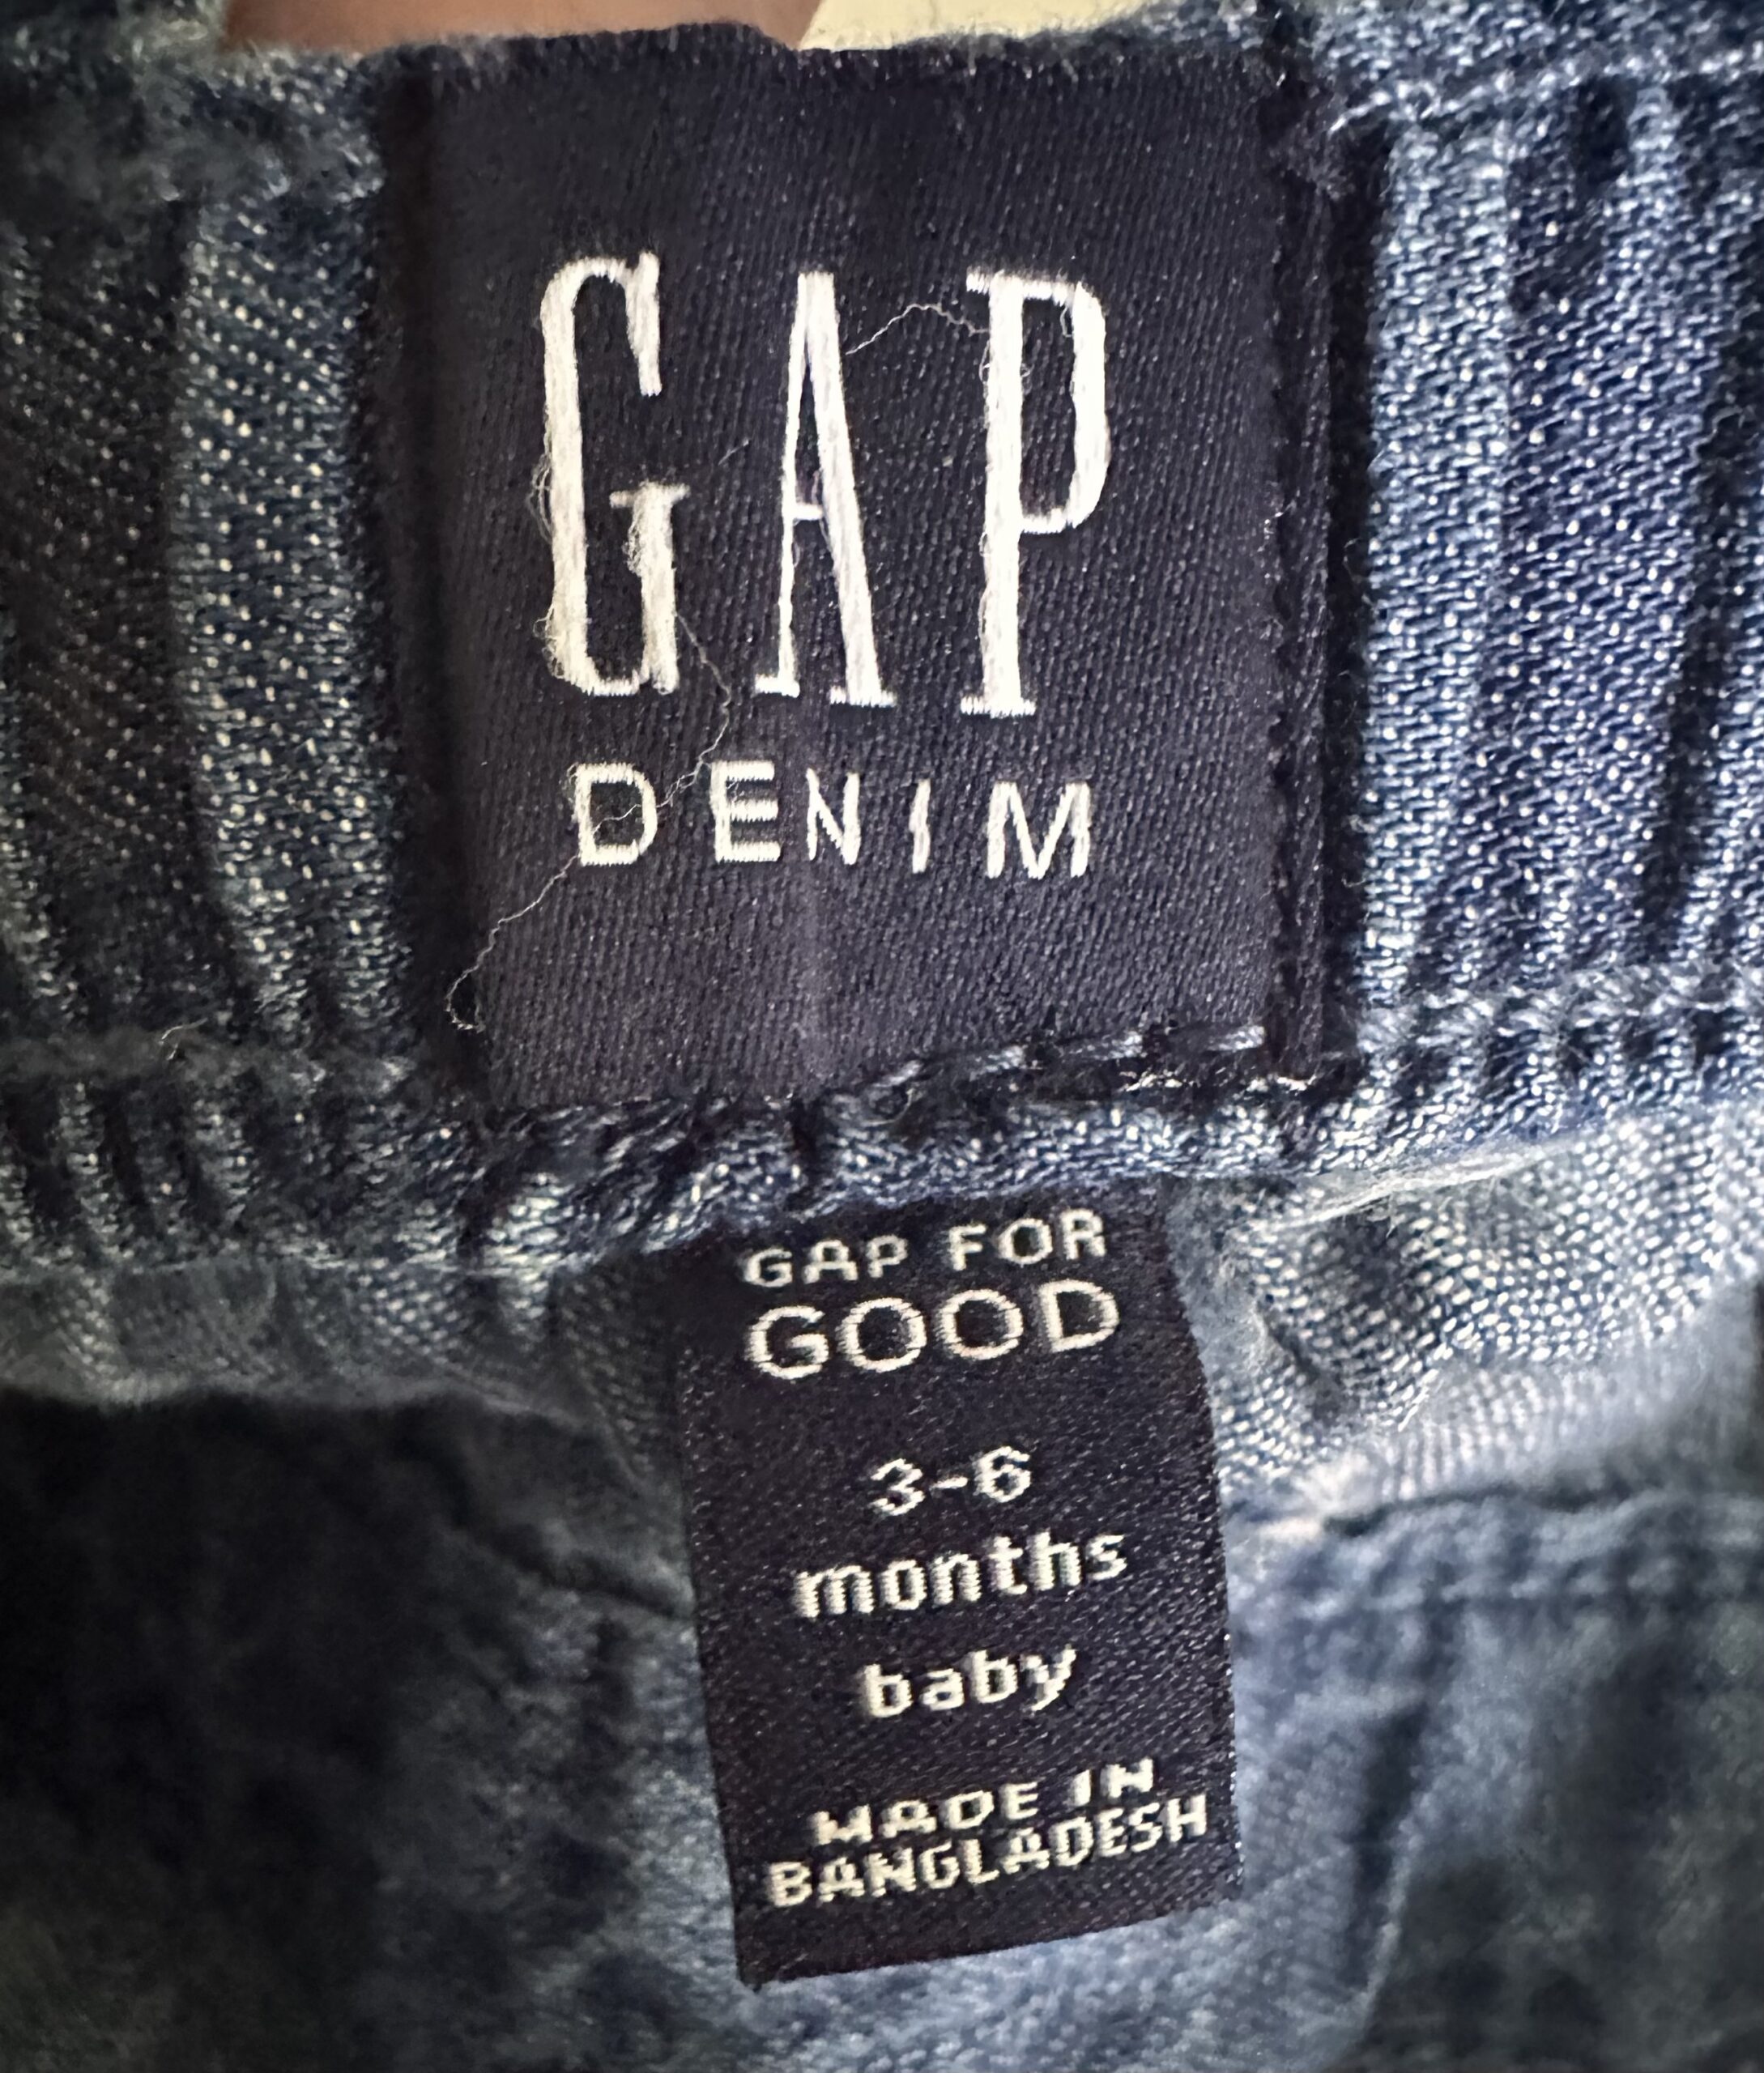 GAP
DENIM
GAP FOR
GOOD
3-6
months
baby
MADE IN
BANGLADESH